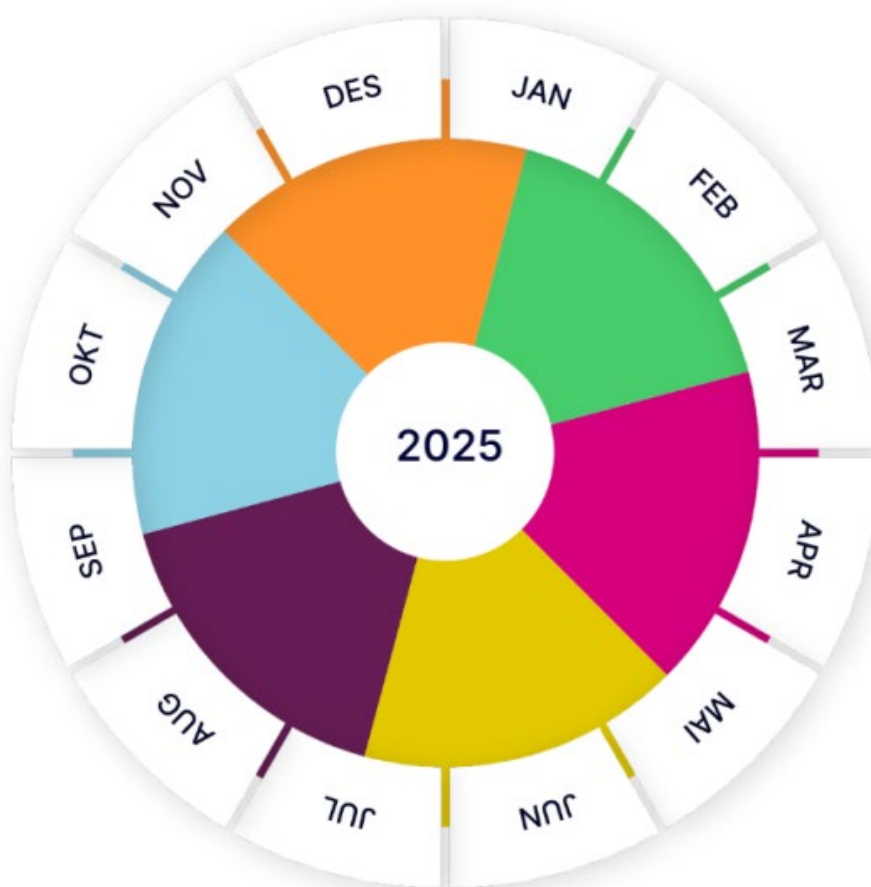 JAN
FEB
MAR
APR
MAI
JUN
JUL
AUG
SEP
OKT
NOV
DES
2025